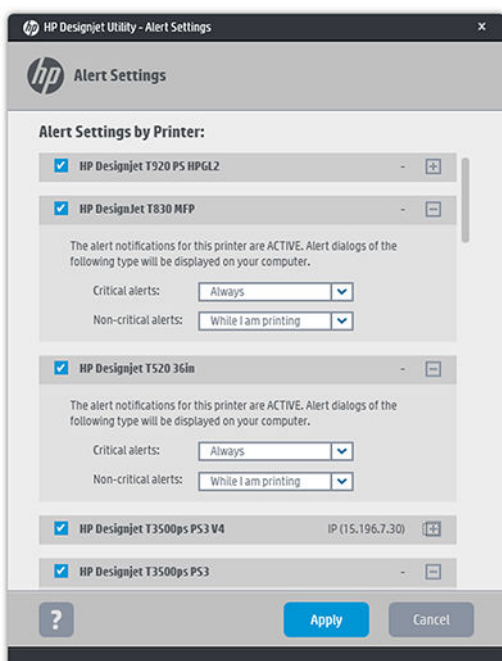 HP Designjet Utility - Alert Settings x
hp Alert Settings
Alert Settings by Printer:
HP Designjet T920 PS HPGL2 -
HP DesignJet T830 MFP -
The alert notifications for this printer are ACTIVE. Alert dialogs of the
following type will be displayed on your computer.
Critical alerts: Always
Non-critical alerts: While I am printing
HP Designjet T520 36in -
The alert notifications for this printer are ACTIVE. Alert dialogs of the
following type will be displayed on your computer.
Critical alerts: Always
Non-critical alerts: While I am printing
HP Designjet T3500ps PS3 V4 IP (15.196.7.30)
HP Designjet T3500ps PS3 -
? Apply Cancel